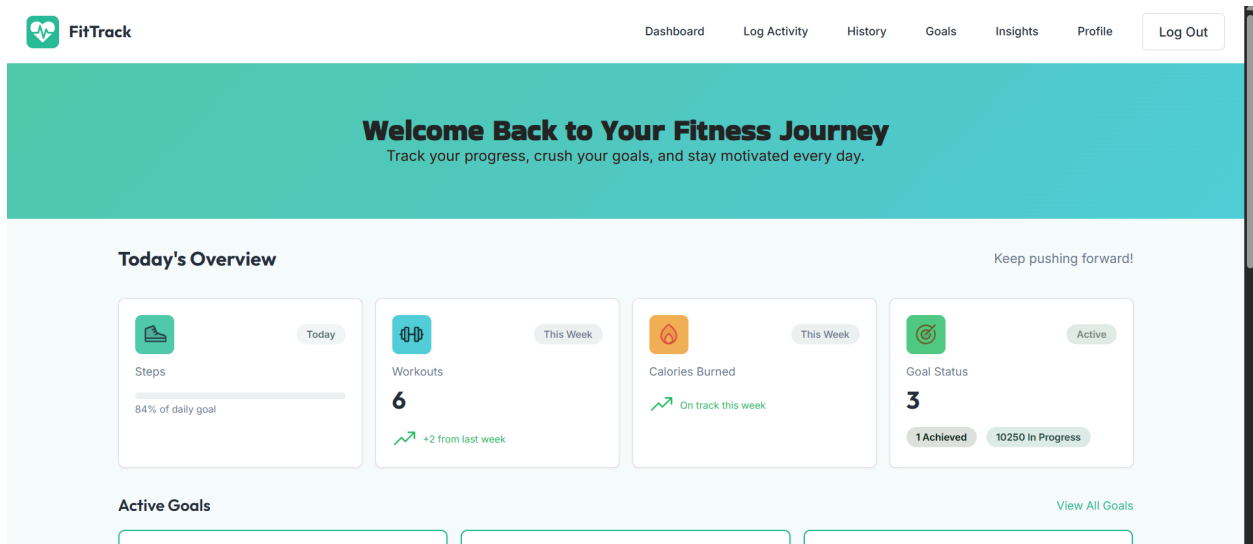 FitTrack
Dashboard Log Activity History Goals Insights Profile Log Out
Welcome Back to Your Fitness Journey
Track your progress, crush your goals, and stay motivated every day.
Today's Overview
Keep pushing forward!
Today
Steps
84% of daily goal
This Week
Workouts
6
+2 from last week
This Week
Calories Burned
On track this week
Active
Goal Status
3
1 Achieved 10250 In Progress
Active Goals
View All Goals